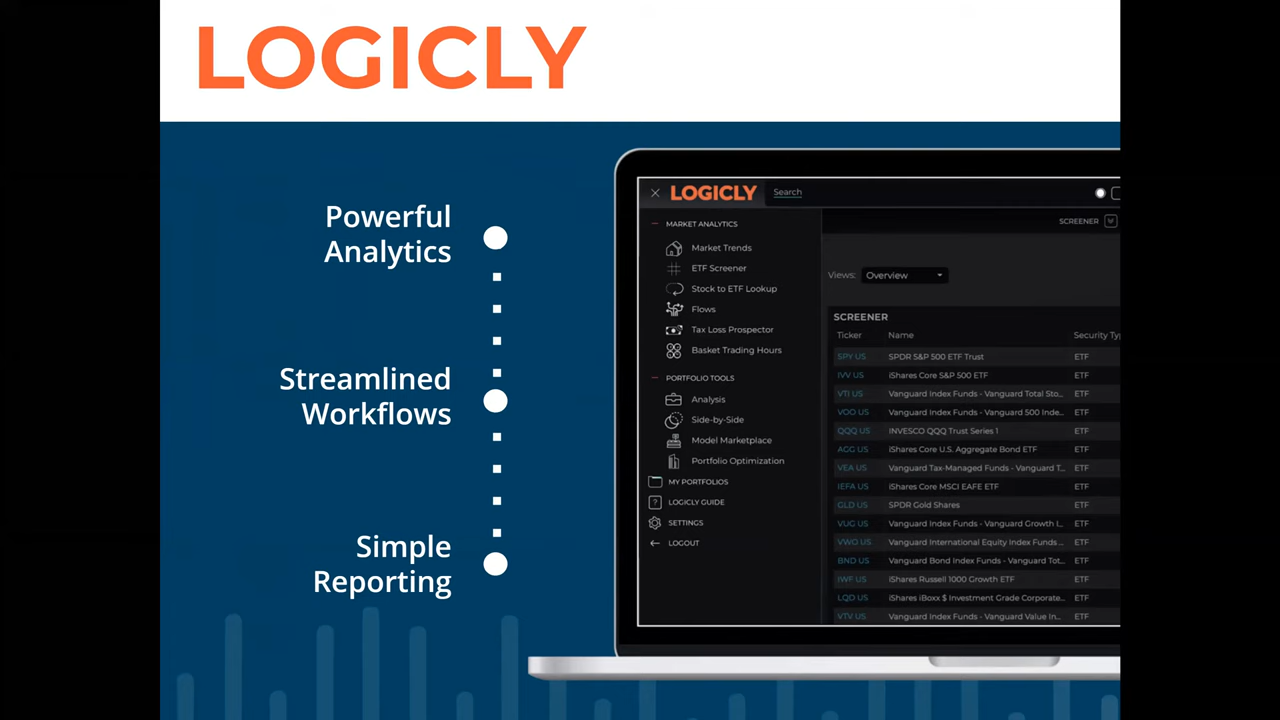 LOGICLY
Powerful
Analytics
Streamlined
Workflows
Simple
Reporting
LOGICLY
Search
MARKET ANALYTICS
Market Trends
ETF Screener
Stock to ETF Lookup
Flows
Tax Loss Prospector
Basket Trading Hours
PORTFOLIO TOOLS
Analysis
Side-by-Side
Model Marketplace
Portfolio Optimization
MY PORTFOLIOS
LOGICLY GUIDE
SETTINGS
LOGOUT
SCREENER
Views: Overview
SCREENER
Ticker Name Security Typ
SPY US SPDR S&P 500 ETF Trust ETF
IVV US iShares Core S&P 500 ETF ETF
VTI US Vanguard Index Funds - Vanguard Total Sto... ETF
VOO US Vanguard Index Funds - Vanguard 500 Inde... ETF
QQQ US INVESCO QQQ Trust Series 1 ETF
AGG US iShares Core U.S. Aggregate Bond ETF ETF
VEA US Vanguard Tax-Managed Funds - Vanguard T... ETF
IEFA US iShares Core MSCI EAFE ETF ETF
GLD US SPDR Gold Shares ETF
VUG US Vanguard Index Funds - Vanguard Growth I... ETF
VWO US Vanguard International Equity Index Funds ... ETF
BND US Vanguard Bond Index Funds - Vanguard Tot... ETF
IWF US iShares Russell 1000 Growth ETF ETF
LQD US iShares iBoxx $ Investment Grade Corporate... ETF
VTV US Vanguard Index Funds - Vanguard Value In... ETF